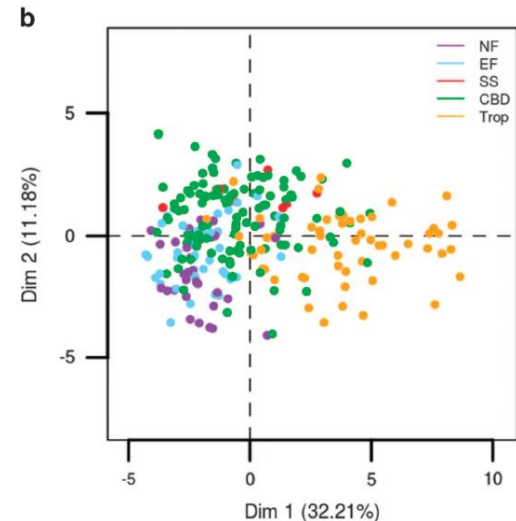 b
NF
EF
SS
CBD
Trop
5
0
-5
Dim 2 (11.18%)
-5
0
5
10
Dim 1 (32.21%)